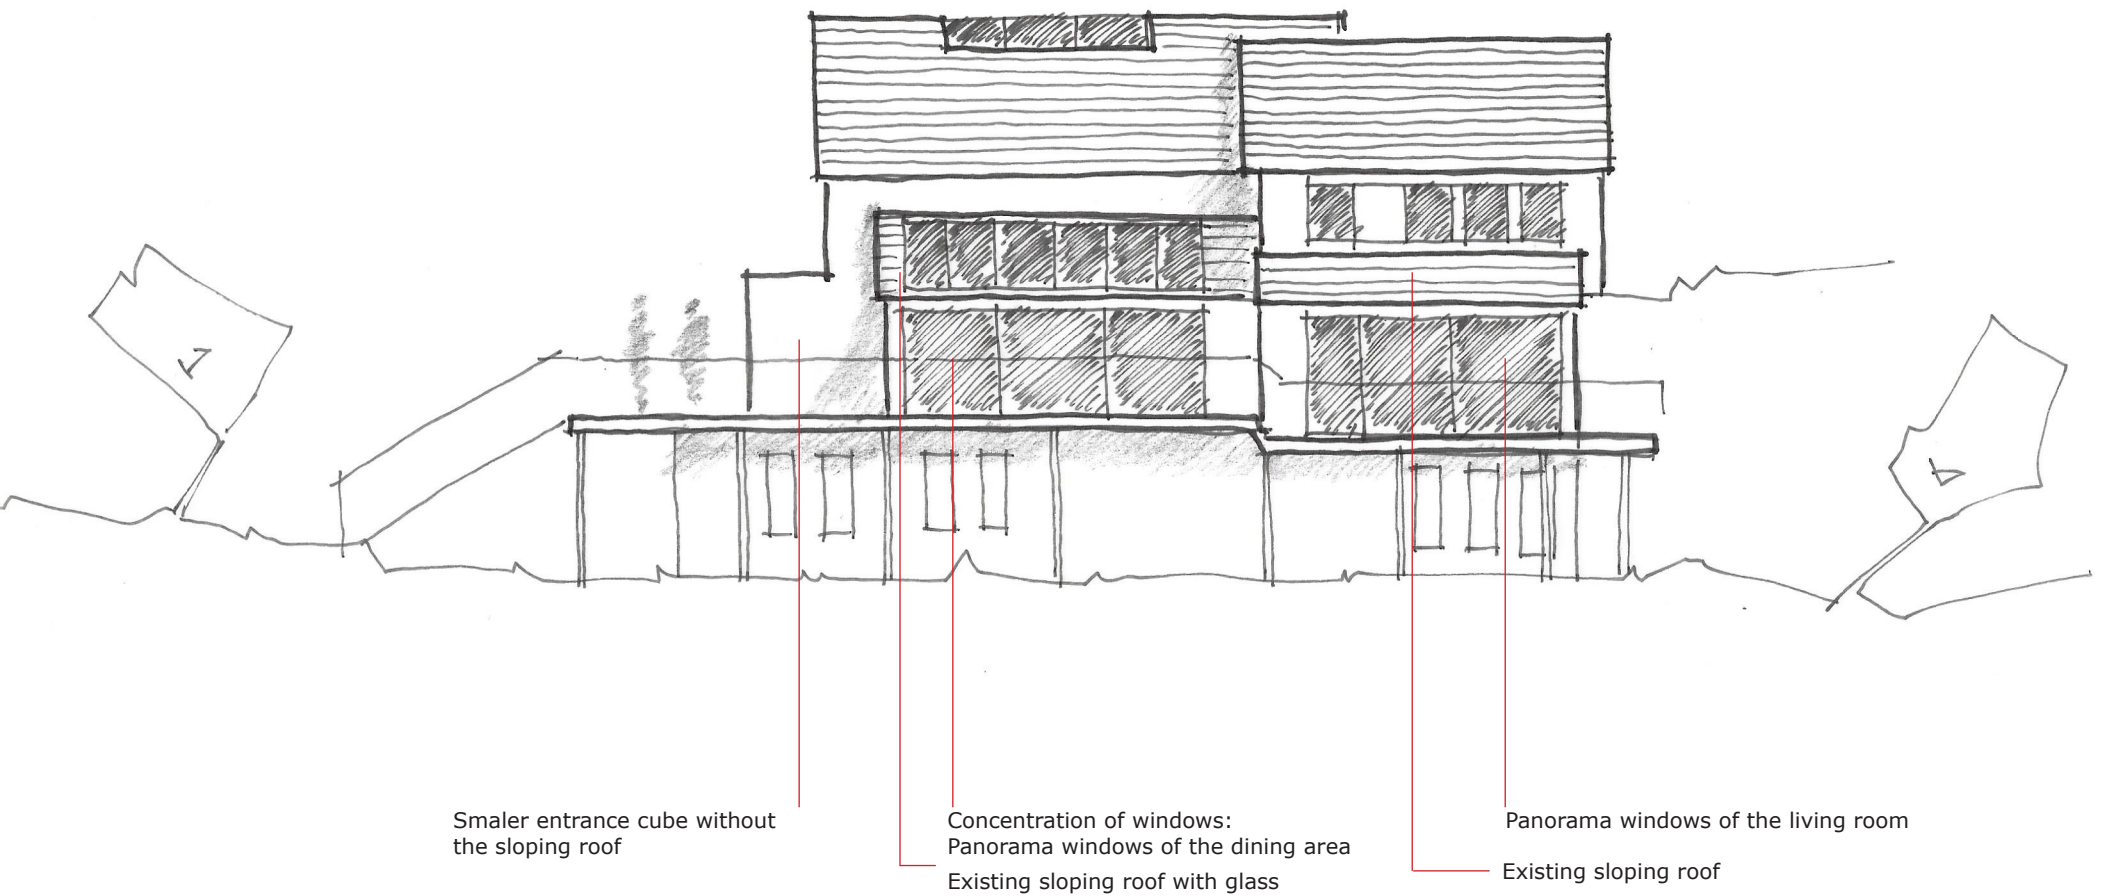 Smaler entrance cube without
the sloping roof
Concentration of windows:
Panorama windows of the dining area
Existing sloping roof with glass
Panorama windows of the living room
Existing sloping roof